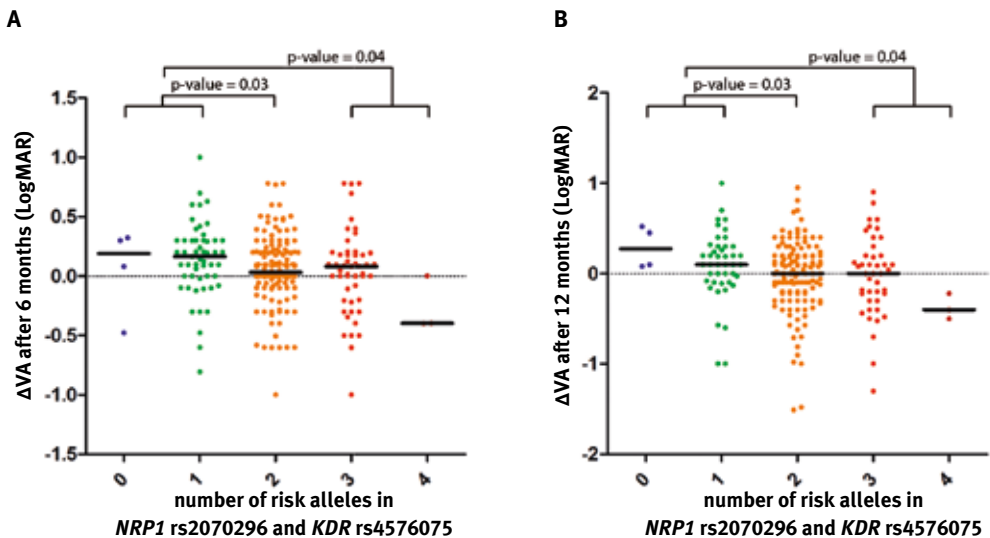 A
p-value = 0.04
p-value = 0.03
ΔVA after 6 months (LogMAR)
1.5
1.0
0.5
0.0
-0.5
-1.0
-1.5
0
1
2
3
4
number of risk alleles in
NRP1 rs2070296 and KDR rs4576075
B
p-value = 0.04
p-value = 0.03
ΔVA after 12 months (LogMAR)
2
1
0
-1
-2
0
1
2
3
4
number of risk alleles in
NRP1 rs2070296 and KDR rs4576075